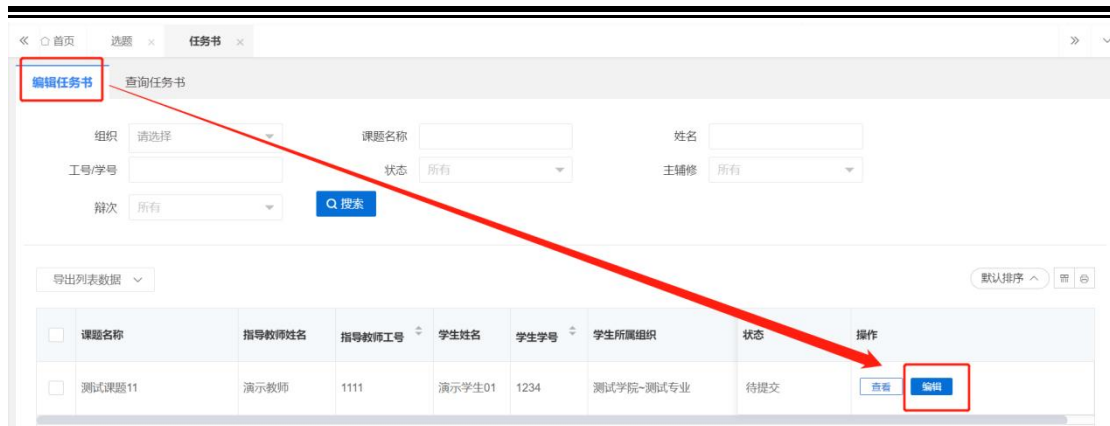 首页 选题 任务书
编辑任务书 查询任务书
组织 请选择 课题名称 姓名
工号/学号 状态 所有 主辅修 所有
辩次 所有 搜索
导出列表数据 默认排序
课题名称 指导教师姓名 指导教师工号 学生姓名 学生学号 学生所属组织 状态 操作
测试课题11 演示教师 1111 演示学生01 1234 测试学院~测试专业 待提交 查看 编辑